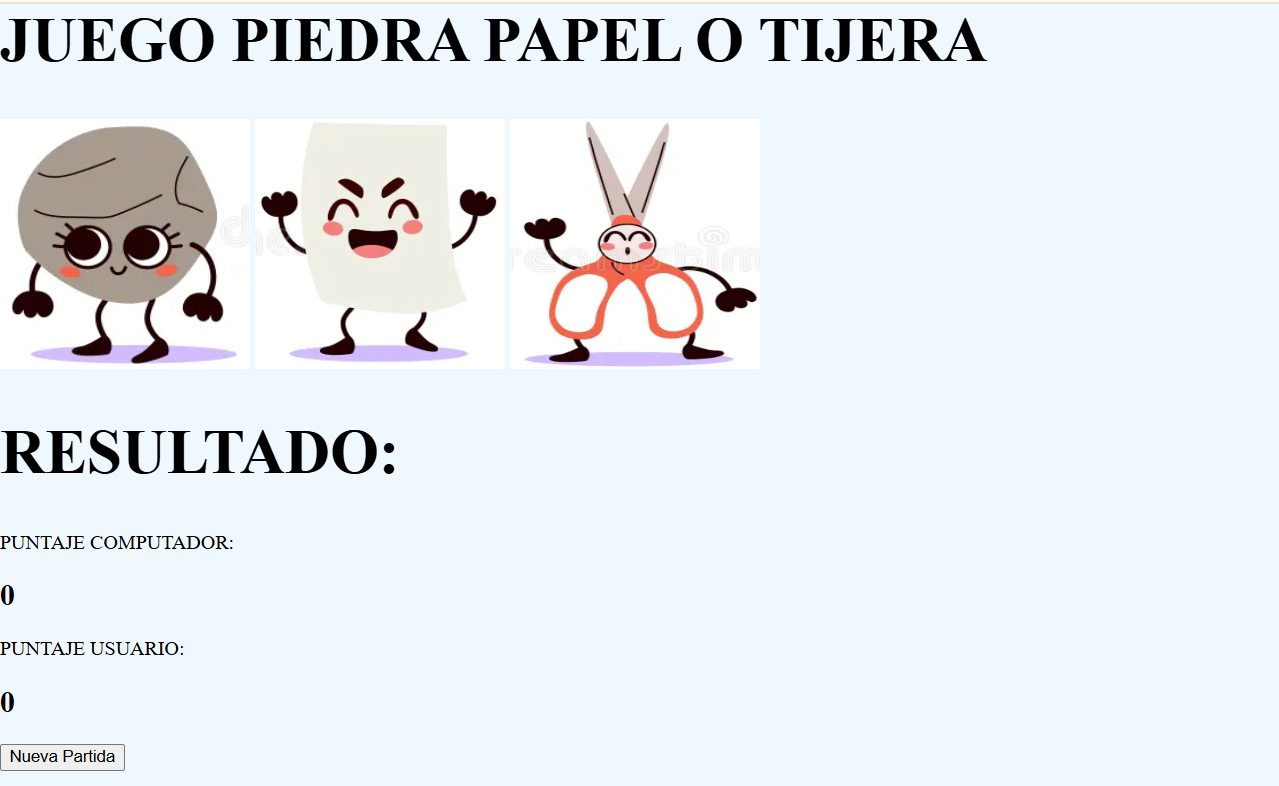 JUEGO PIEDRA PAPEL O TIJERA
RESULTADO:
PUNTAJE COMPUTADOR:
0
PUNTAJE USUARIO:
0
Nueva Partida